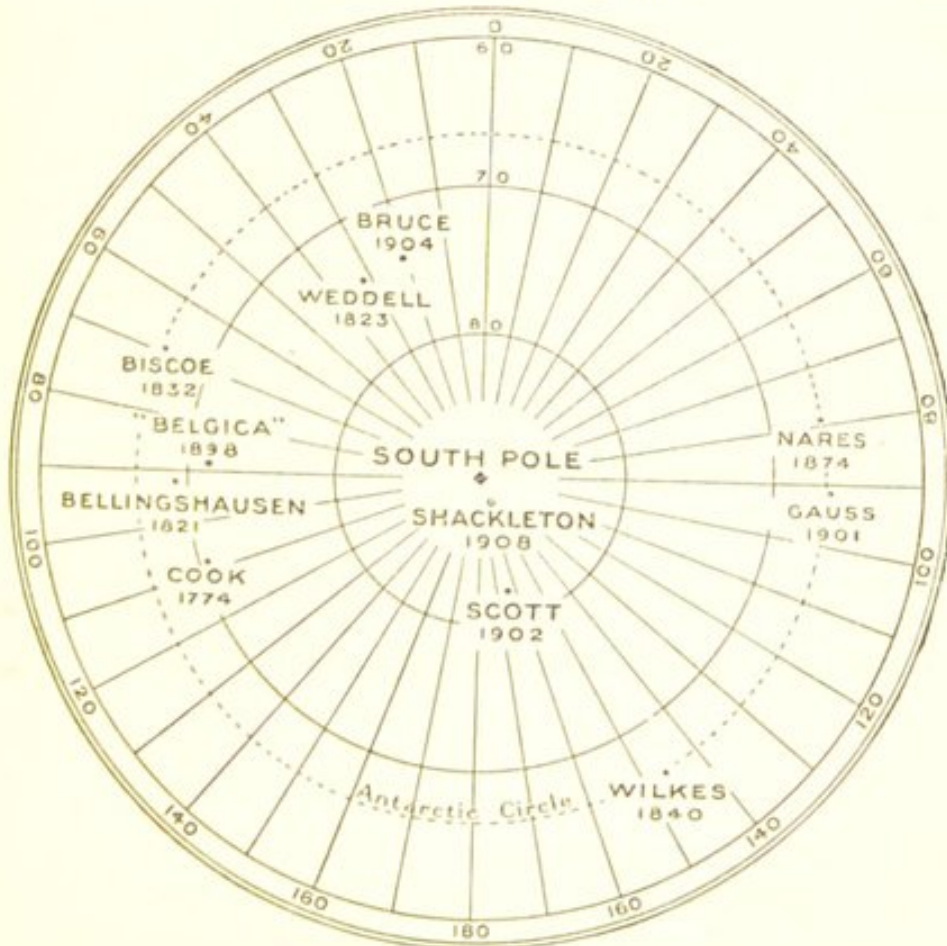 0
20
20
60
40
40
70
BRUCE
1904
60
60
WEDDELL
1823
80
BISCOE
1832
80
80
"BELGICA"
1898
NARES
1874
SOUTH POLE
BELLINGSHAUSEN
1821
SHACKLETON
1908
GAUSS
1901
100
100
COOK
1774
SCOTT
1902
120
120
WILKES
1840
Antarctic Circle
140
140
160
160
180